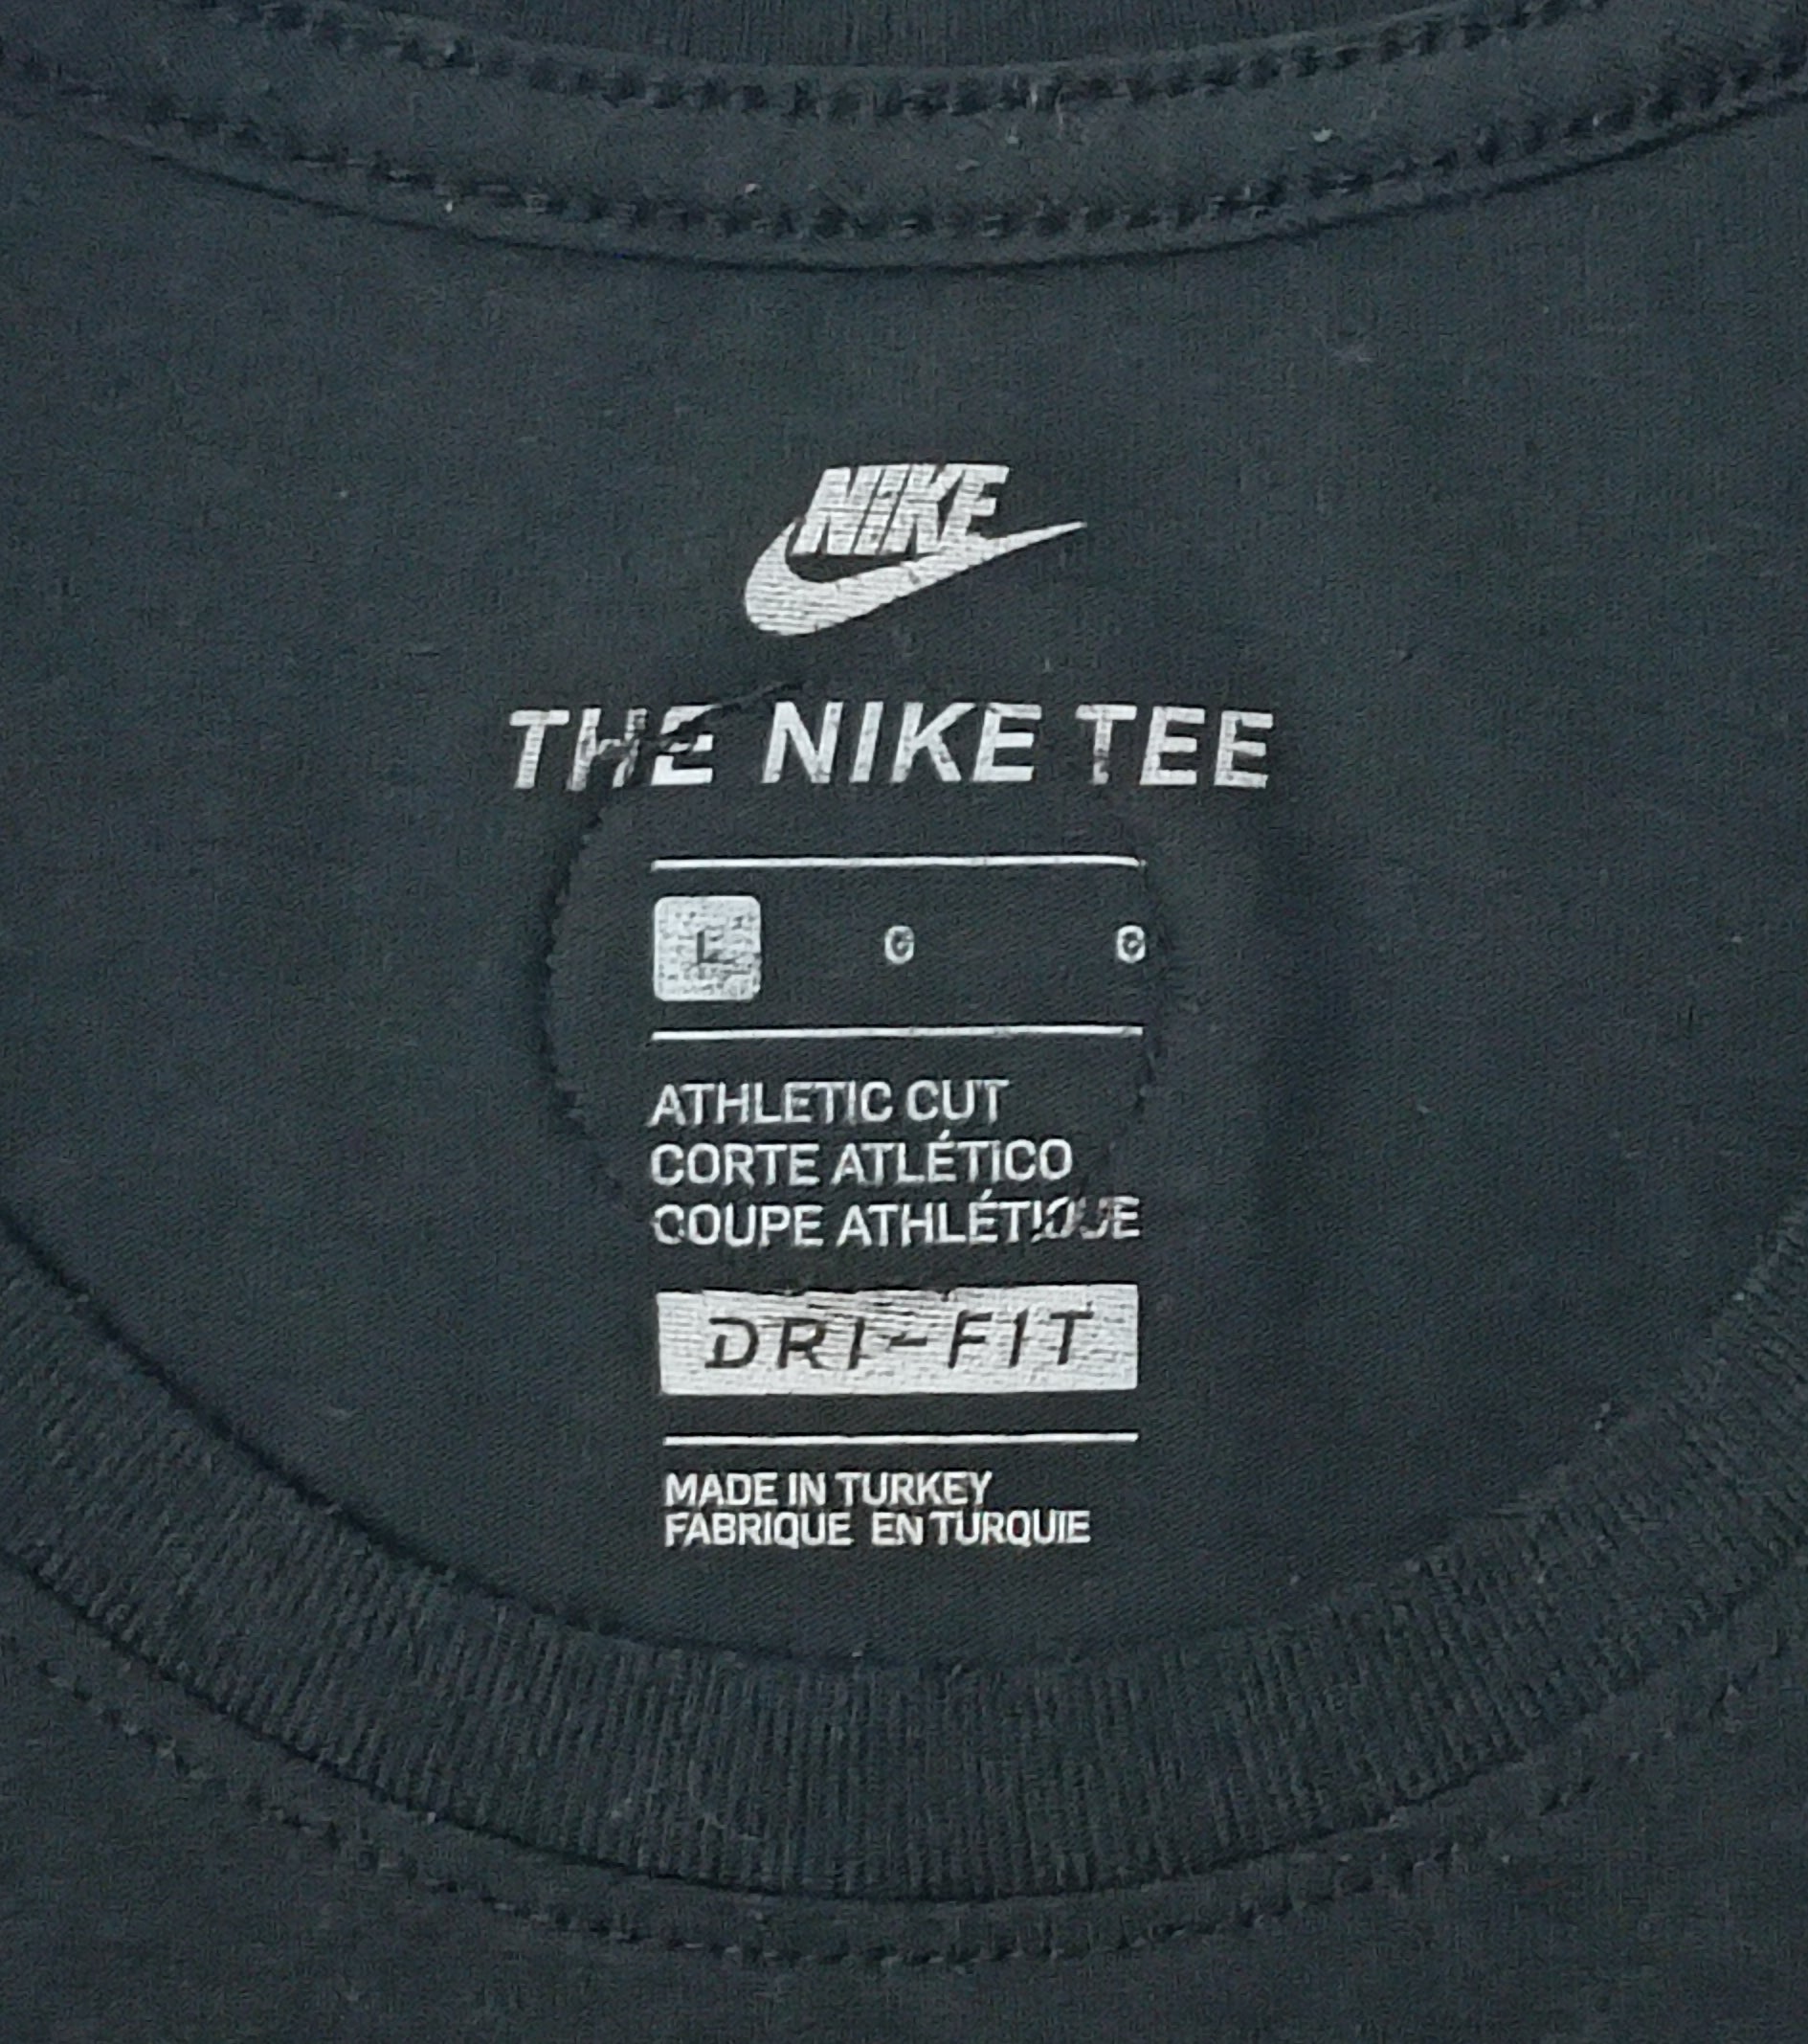 NIKE
THE NIKE TEE
L G G
ATHLETIC CUT
CORTE ATLÉTICO
COUPE ATHLÉTIQUE
DRI-FIT
MADE IN TURKEY
FABRIQUE EN TURQUIE